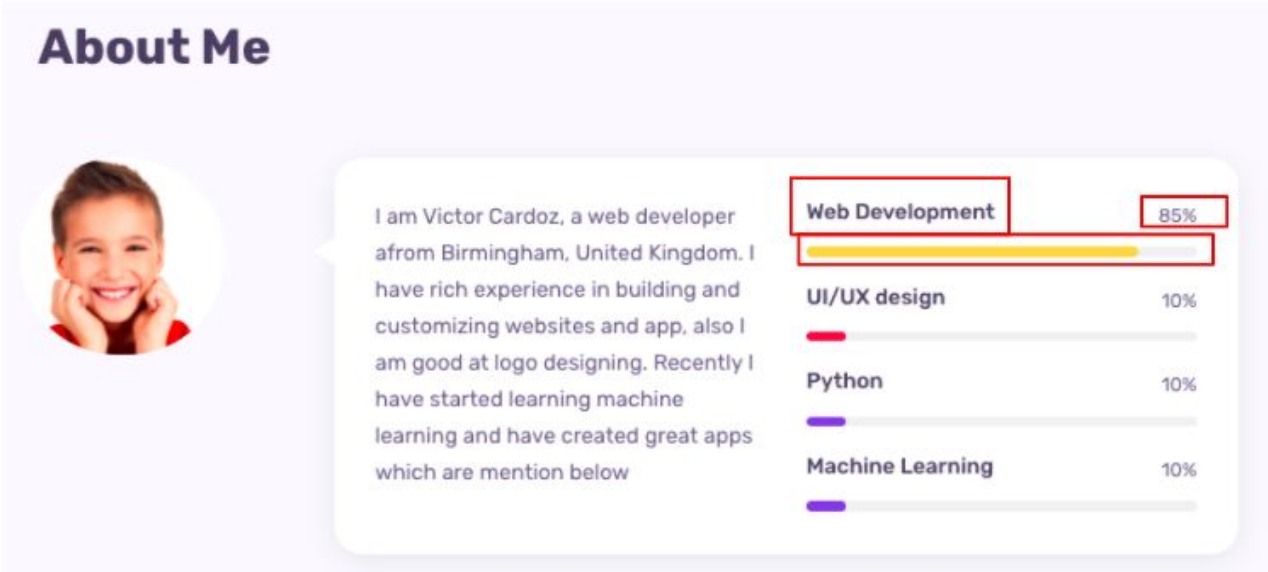 About Me
I am Victor Cardoz, a web developer
afrom Birmingham, United Kingdom. I
have rich experience in building and
customizing websites and app, also I
am good at logo designing. Recently I
have started learning machine
learning and have created great apps
which are mention below
Web Development 85%
UI/UX design 10%
Python 10%
Machine Learning 10%